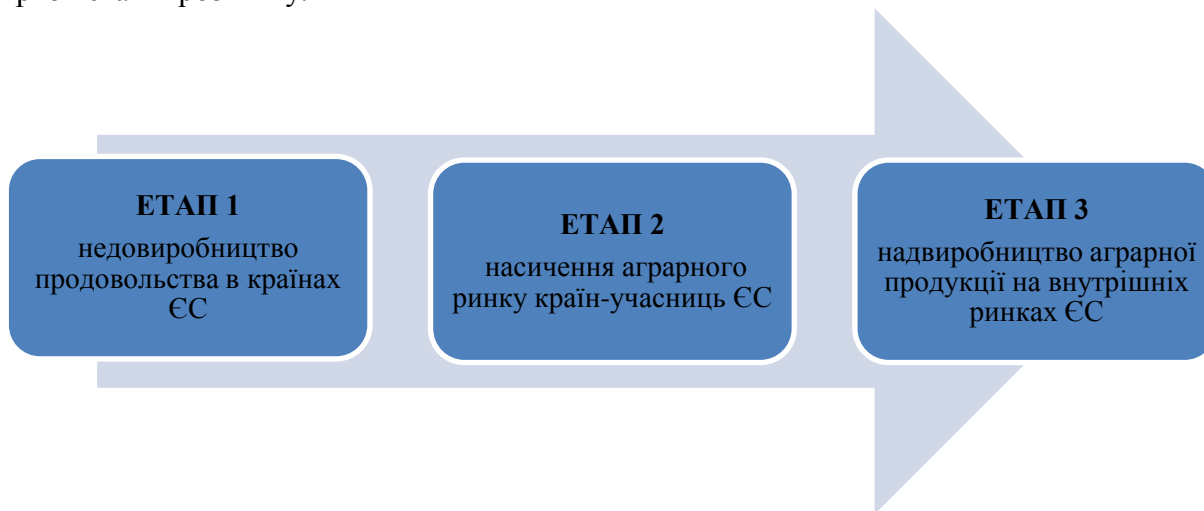 ЕТАП 1
недовиробництво
продовольства в країнах
ЄС
ЕТАП 2
насичення аграрного
ринку країн-учасниць ЄС
ЕТАП 3
надвиробництво аграрної
продукції на внутрішніх
ринках ЄС